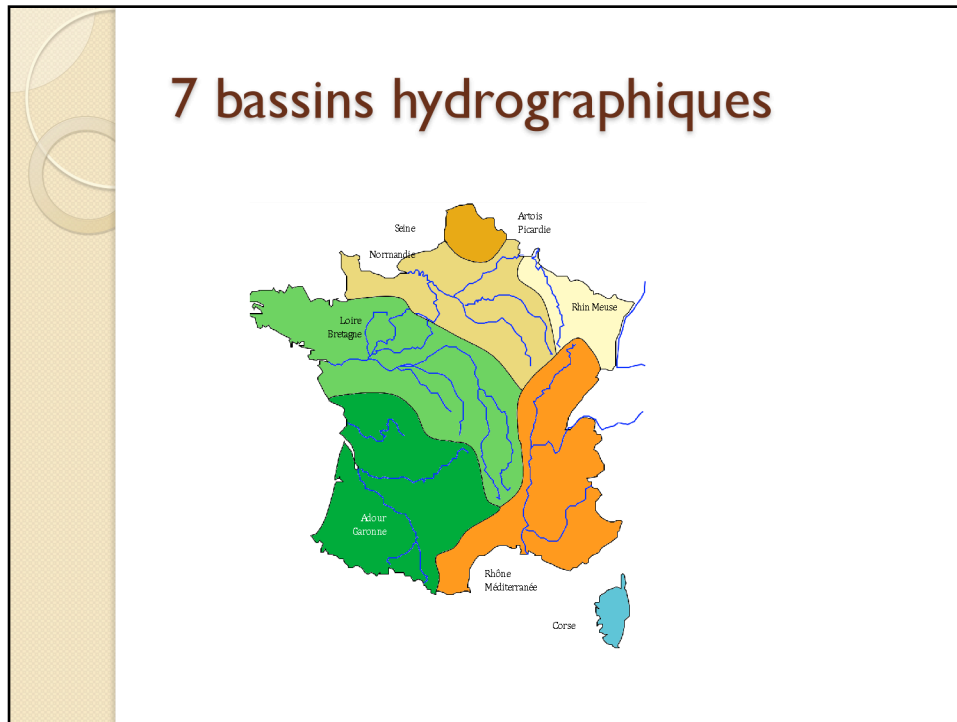 7 bassins hydrographiques
Seine
Normandie
Artois
Picardie
Rhin Meuse
Loire
Bretagne
Adour
Garonne
Rhône
Méditerranée
Corse